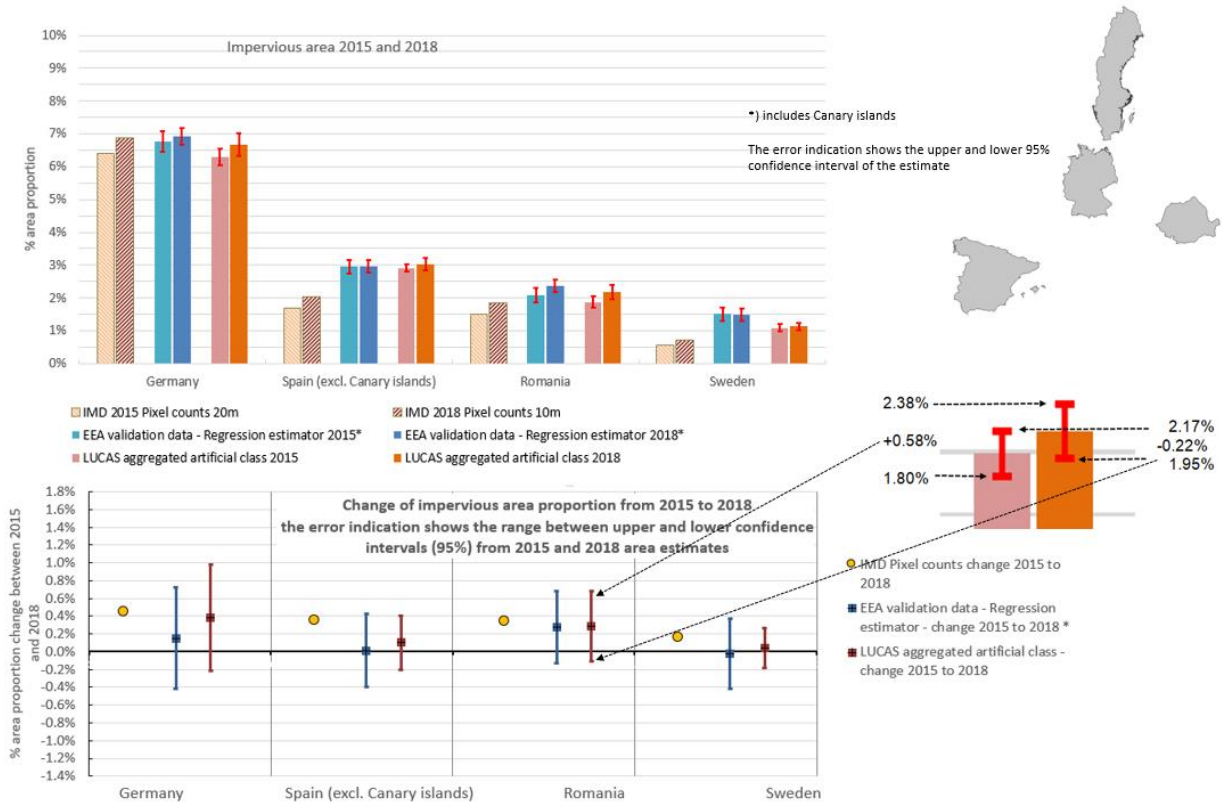 Impervious area 2015 and 2018
% area proportion
10%
9%
8%
7%
6%
5%
4%
3%
2%
1%
0%
Germany
Spain (excl. Canary islands)
Romania
Sweden
IMD 2015 Pixel counts 20m
IMD 2018 Pixel counts 10m
EEA validation data - Regression estimator 2015*
EEA validation data - Regression estimator 2018*
LUCAS aggregated artificial class 2015
LUCAS aggregated artificial class 2018
*) includes Canary islands
The error indication shows the upper and lower 95%
confidence interval of the estimate
2.38%
+0.58%
1.80%
2.17%
-0.22%
1.95%
Change of impervious area proportion from 2015 to 2018
the error indication shows the range between upper and lower confidence
intervals (95%) from 2015 and 2018 area estimates
% area proportion change between 2015
and 2018
1.8%
1.6%
1.4%
1.2%
1.0%
0.8%
0.6%
0.4%
0.2%
0.0%
-0.2%
-0.4%
-0.6%
-0.8%
-1.0%
-1.2%
-1.4%
Germany
Spain (excl. Canary islands)
Romania
Sweden
IMD Pixel counts change 2015 to
2018
EEA validation data - Regression
estimator - change 2015 to 2018 *
LUCAS aggregated artificial class -
change 2015 to 2018